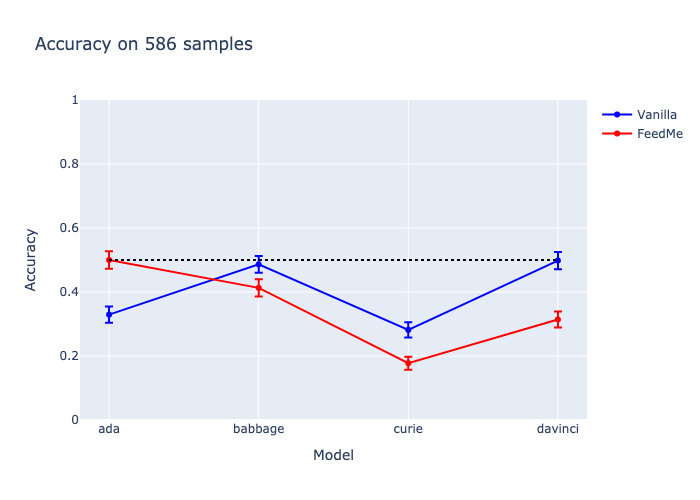 Accuracy on 586 samples
Vanilla
FeedMe
1
0.8
0.6
0.4
0.2
0
Accuracy
ada
babbage
curie
davinci
Model